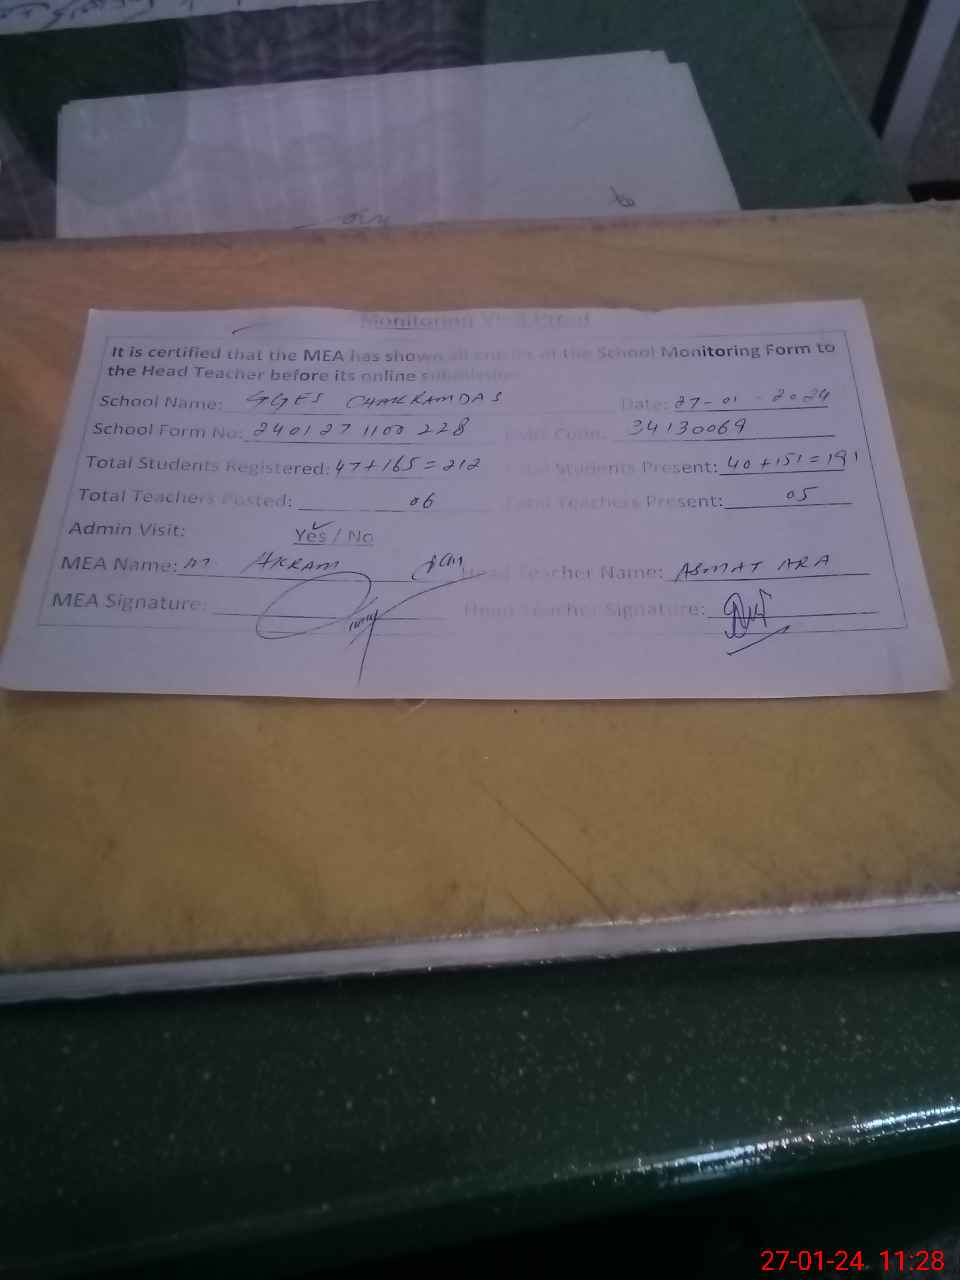 Monitoring Visit Proof
It is certified that the MEA has shown all entries of the School Monitoring Form to
the Head Teacher before its online submission
School Name: GGES CHAKRAMDAS Date: 27-01-2024
School Form No: 240127 1100 228 EMIS Code: 34130069
Total Students Registered: 47+165=212 Total Students Present: 40+151=191
Total Teachers Posted: 06 Total Teachers Present: 05
Admin Visit: Yes / No
MEA Name: M. AKRAM Head Teacher Name: ASMAT ARA
MEA Signature: Head Teacher Signature:
27-01-24 11:28